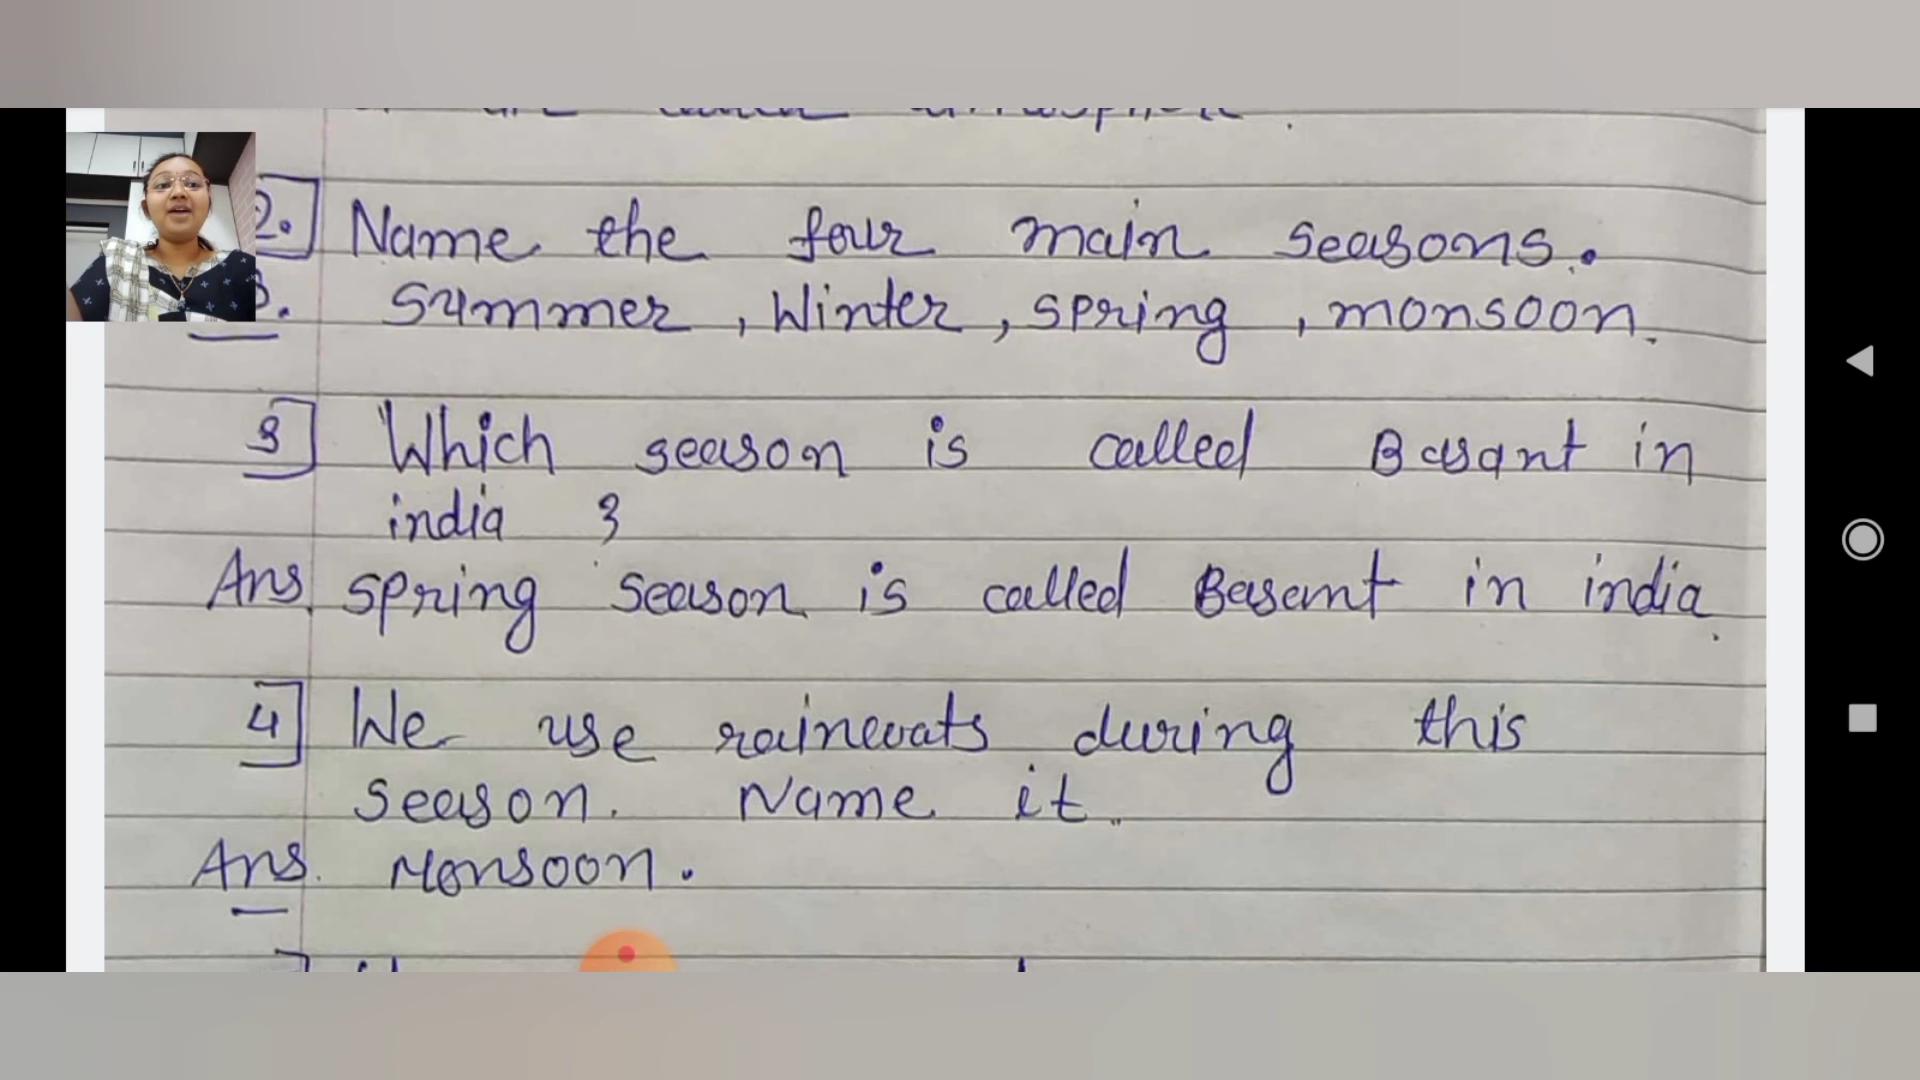 2. Name the four main seasons.
Summer, Winter, spring, monsoon.
3 Which season is called Basant in
india ?
Ans. spring season is called Basant in india.
4 We use raincoats during this
season. Name it.
Ans. Monsoon.